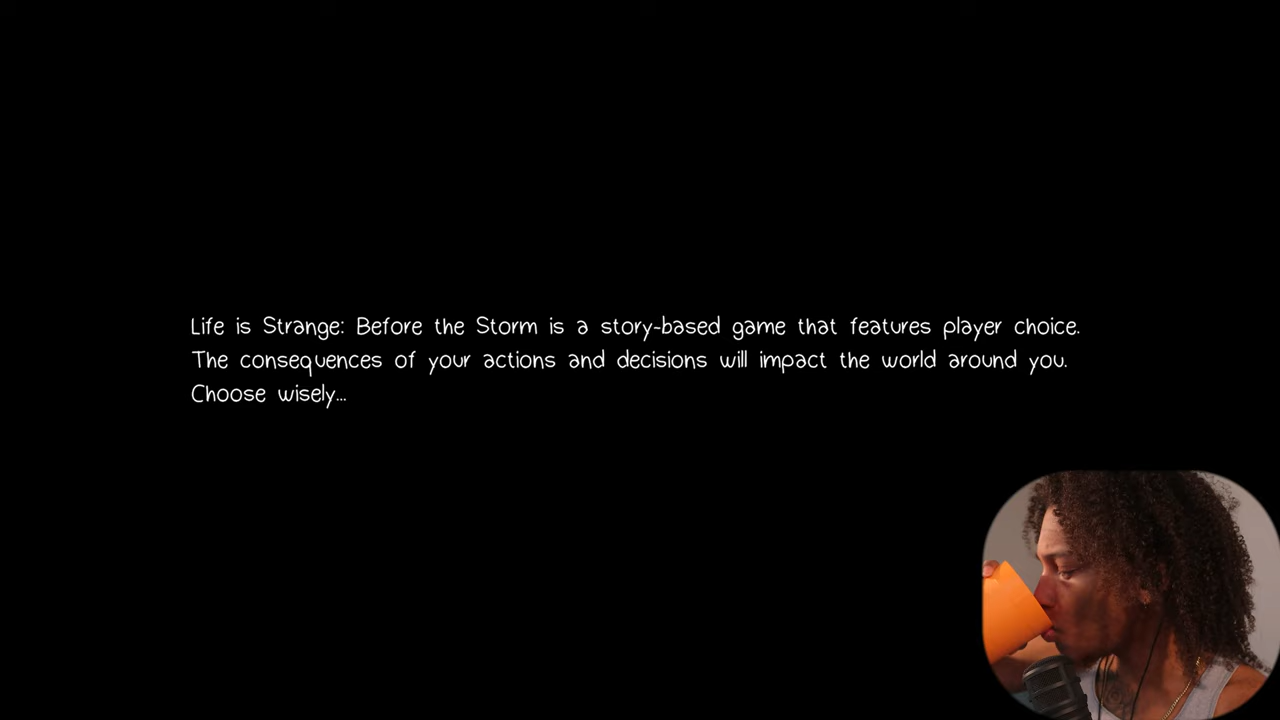 Life is Strange: Before the Storm is a story-based game that features player choice.
The consequences of your actions and decisions will impact the world around you.
Choose wisely...